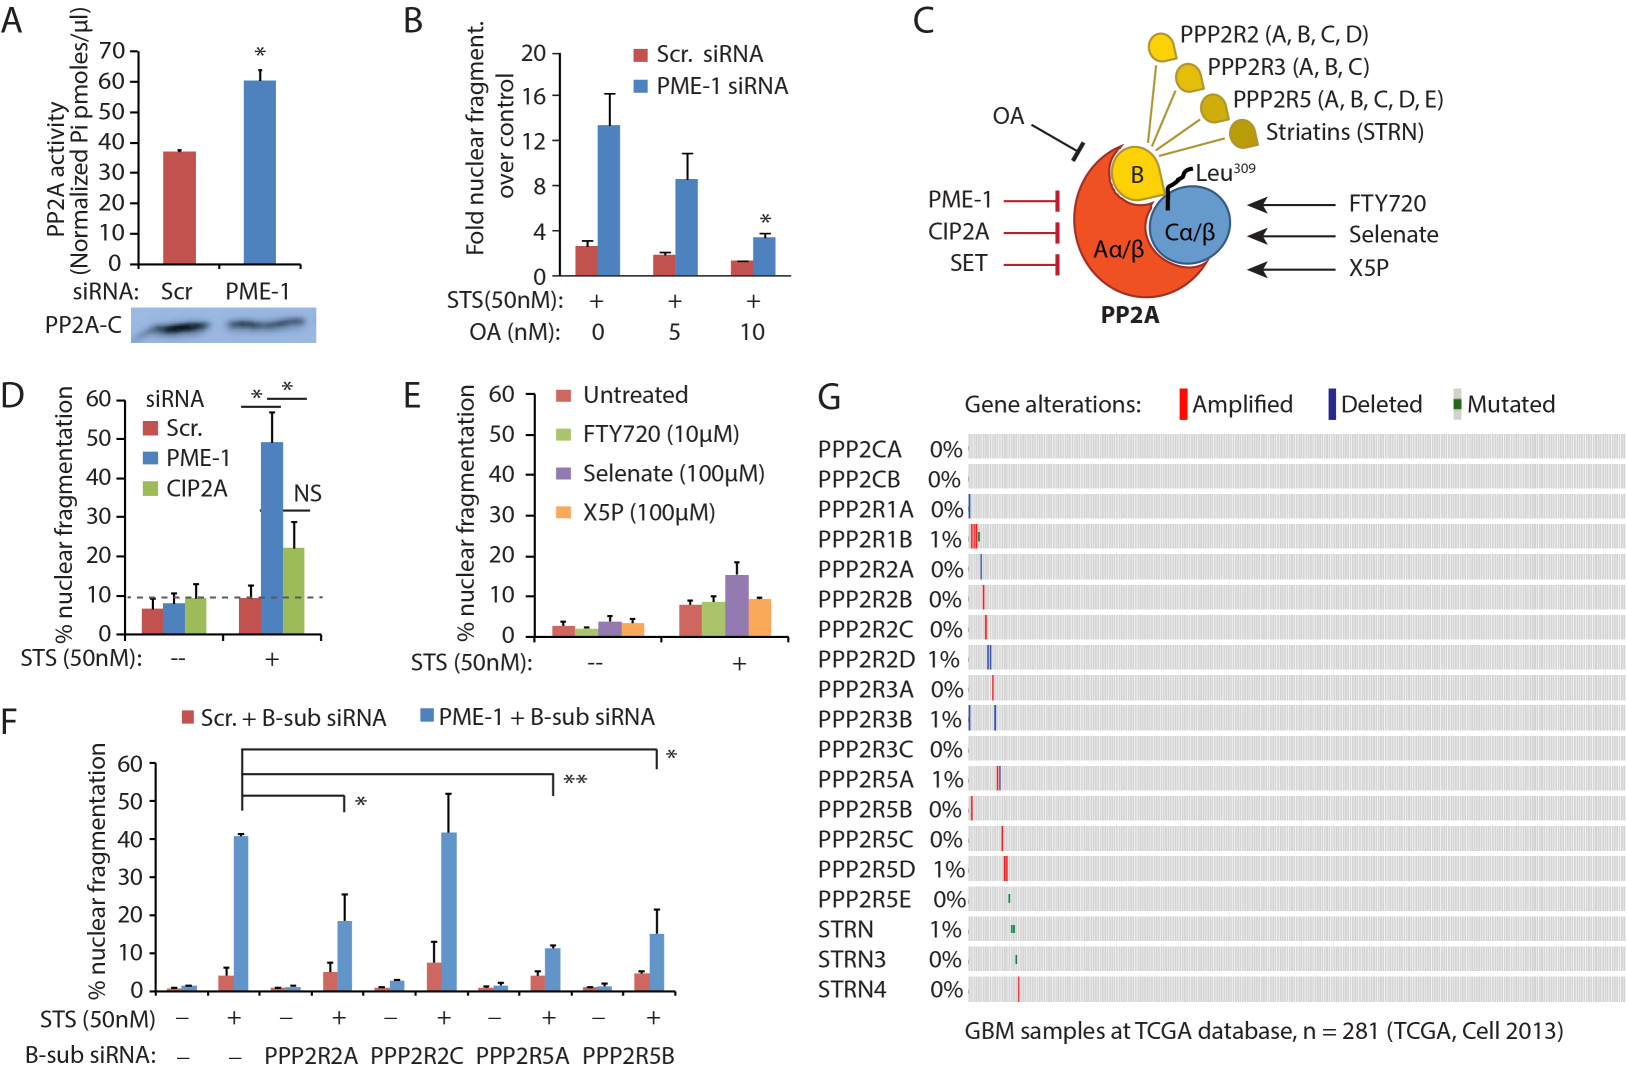 A
PP2A activity
(Normalized Pi pmoles/µl)
70
60
50
40
30
20
10
0
*
siRNA: Scr PME-1
PP2A-C
B
Fold nuclear fragment.
over control
20
16
12
8
4
0
Scr. siRNA
PME-1 siRNA
*
STS(50nM): + + +
OA (nM): 0 5 10
C
PPP2R2 (A, B, C, D)
PPP2R3 (A, B, C)
PPP2R5 (A, B, C, D, E)
Striatins (STRN)
OA
B
Leu309
PME-1
CIP2A
SET
Aα/β
Cα/β
FTY720
Selenate
X5P
PP2A
D
% nuclear fragmentation
60
50
40
30
20
10
0
siRNA
Scr.
PME-1
CIP2A
* *
NS
STS (50nM): -- +
E
% nuclear fragmentation
60
50
40
30
20
10
0
Untreated
FTY720 (10µM)
Selenate (100µM)
X5P (100µM)
STS (50nM): -- +
F
Scr. + B-sub siRNA PME-1 + B-sub siRNA
% nuclear fragmentation
60
50
40
30
20
10
0
*
**
*
STS (50nM) – + – + – + – + – +
B-sub siRNA: – – PPP2R2A PPP2R2C PPP2R5A PPP2R5B
G
Gene alterations: Amplified Deleted Mutated
PPP2CA 0%
PPP2CB 0%
PPP2R1A 0%
PPP2R1B 1%
PPP2R2A 0%
PPP2R2B 0%
PPP2R2C 0%
PPP2R2D 1%
PPP2R3A 0%
PPP2R3B 1%
PPP2R3C 0%
PPP2R5A 1%
PPP2R5B 0%
PPP2R5C 0%
PPP2R5D 1%
PPP2R5E 0%
STRN 1%
STRN3 0%
STRN4 0%
GBM samples at TCGA database, n = 281 (TCGA, Cell 2013)